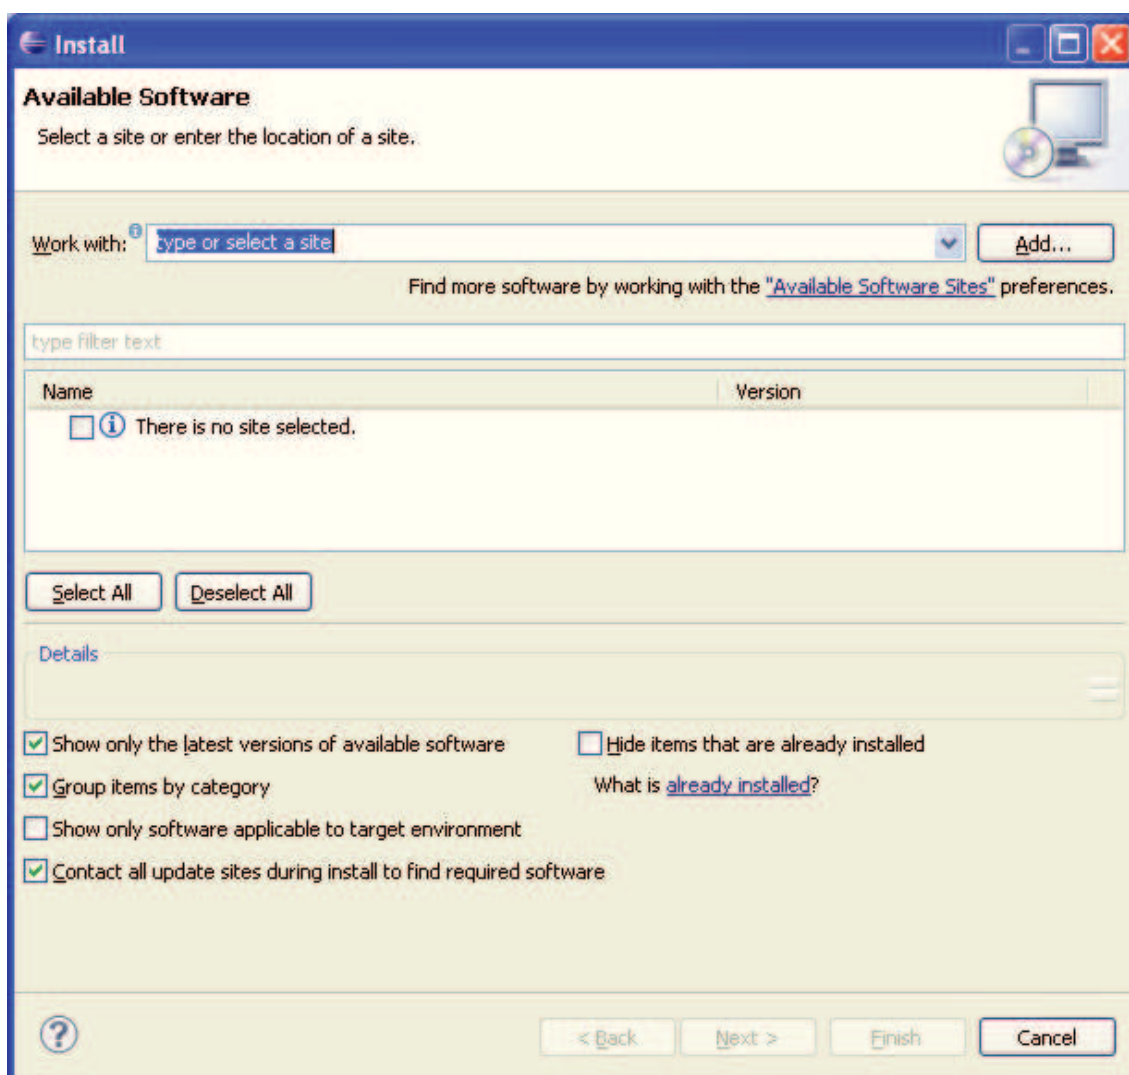 Install
Available Software
Select a site or enter the location of a site.
Work with: type or select a site Add...
Find more software by working with the "Available Software Sites" preferences.
type filter text
Name Version
There is no site selected.
Select All Deselect All
Details
Show only the latest versions of available software Hide items that are already installed
Group items by category What is already installed?
Show only software applicable to target environment
Contact all update sites during install to find required software
? < Back Next > Finish Cancel